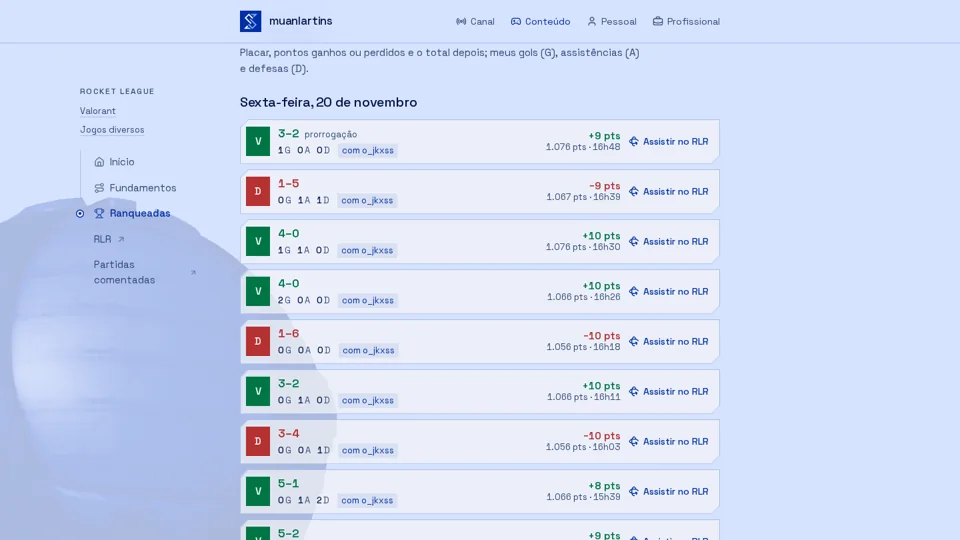 muanlartins
Canal
Conteúdo
Pessoal
Profissional
Placar, pontos ganhos ou perdidos e o total depois; meus gols (G), assistências (A)
e defesas (D).
ROCKET LEAGUE
Valorant
Jogos diversos
Início
Fundamentos
Ranqueadas
RLR
Partidas
comentadas
Sexta-feira, 20 de novembro
V
3–2 prorrogação
1G 0A 0D com o_jkxss
+9 pts
1.076 pts · 16h48
Assistir no RLR
D
1–5
0G 1A 1D com o_jkxss
−9 pts
1.067 pts · 16h39
Assistir no RLR
V
4–0
1G 1A 0D com o_jkxss
+10 pts
1.076 pts · 16h30
Assistir no RLR
V
4–0
2G 0A 0D com o_jkxss
+10 pts
1.066 pts · 16h26
Assistir no RLR
D
1–6
0G 0A 0D com o_jkxss
−10 pts
1.056 pts · 16h18
Assistir no RLR
V
3–2
0G 1A 0D com o_jkxss
+10 pts
1.066 pts · 16h11
Assistir no RLR
D
3–4
0G 0A 1D com o_jkxss
−10 pts
1.056 pts · 16h03
Assistir no RLR
V
5–1
0G 1A 2D com o_jkxss
+8 pts
1.066 pts · 15h39
Assistir no RLR
V
5–2
+9 pts
Assistir no RLR